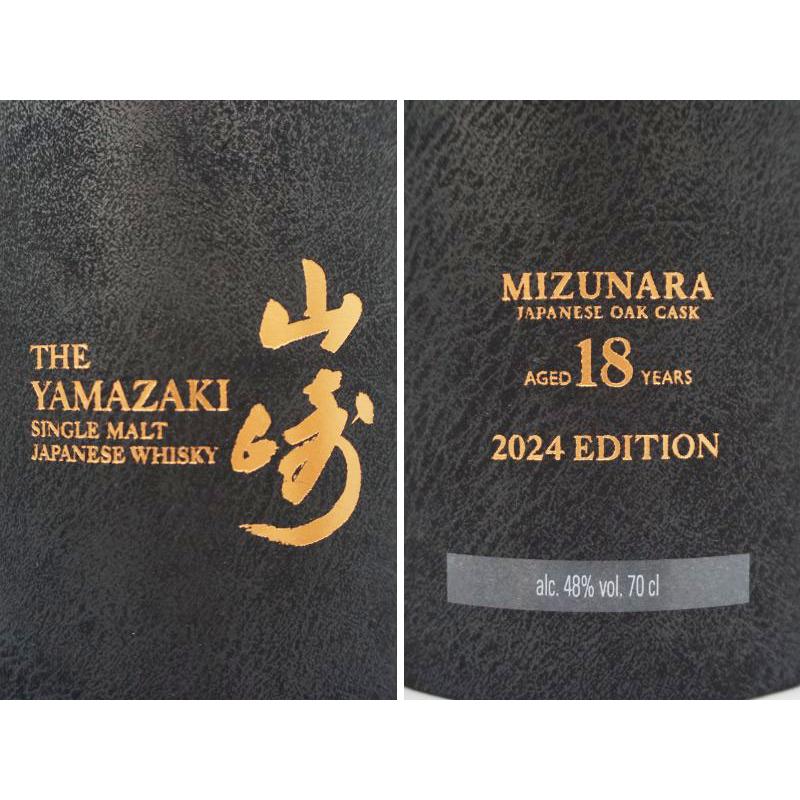 山崎
THE
YAMAZAKI
SINGLE MALT
JAPANESE WHISKY
MIZUNARA
JAPANESE OAK CASK
AGED 18 YEARS
2024 EDITION
alc. 48% vol, 70 cl